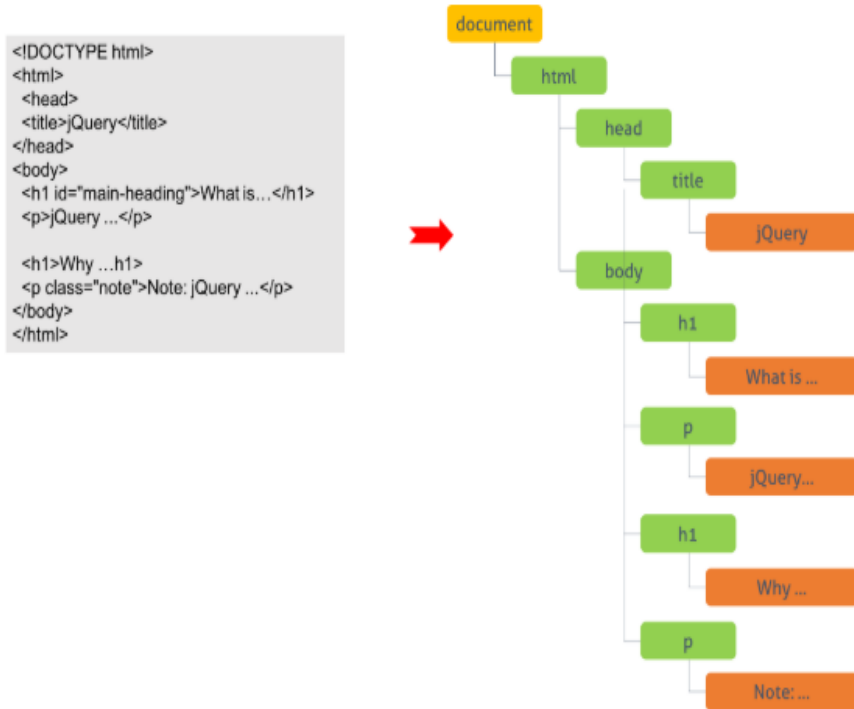 <!DOCTYPE html>
<html>
<head>
<title>jQuery</title>
</head>
<body>
<h1 id="main-heading">What is...</h1>
<p>jQuery ...</p>
<h1>Why ...h1>
<p class="note">Note: jQuery ...</p>
</body>
</html>
document
html
head
title
jQuery
body
h1
What is ...
p
jQuery...
h1
Why ...
p
Note: ...